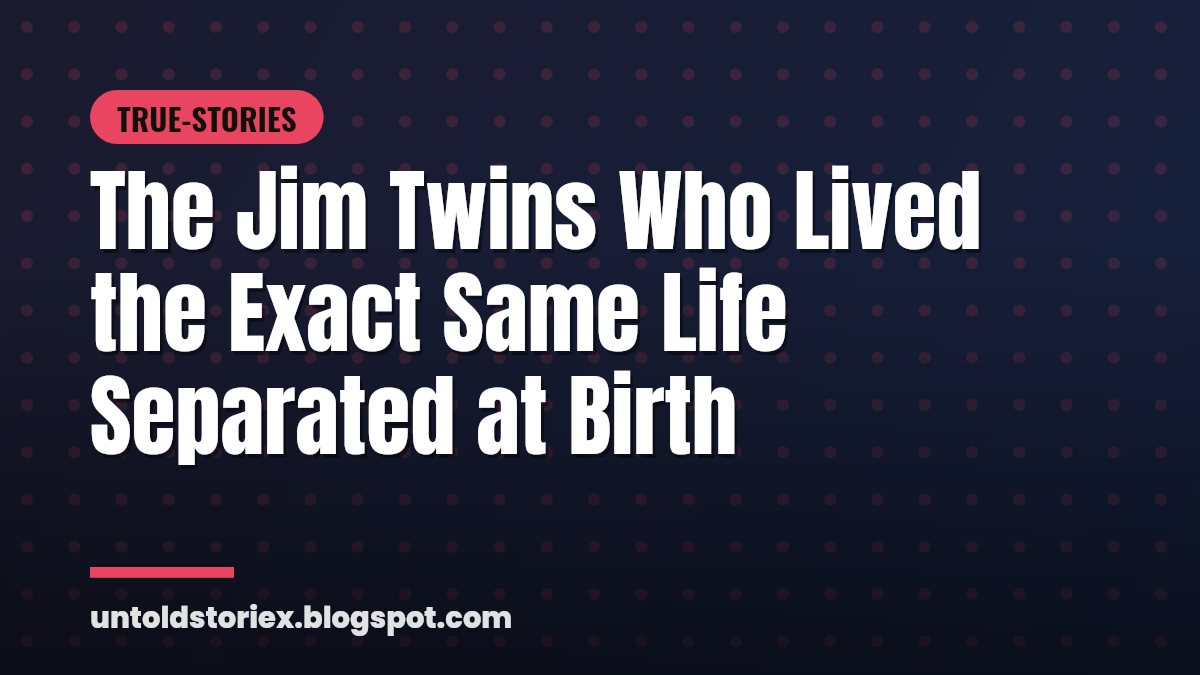 TRUE-STORIES
The Jim Twins Who Lived
the Exact Same Life
Separated at Birth
untoldstoriex.blogspot.com